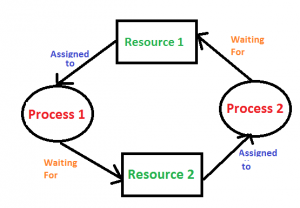 Assigned
to
Resource 1
Waiting
For
Process 1
Process 2
Waiting
For
Resource 2
Assigned
to